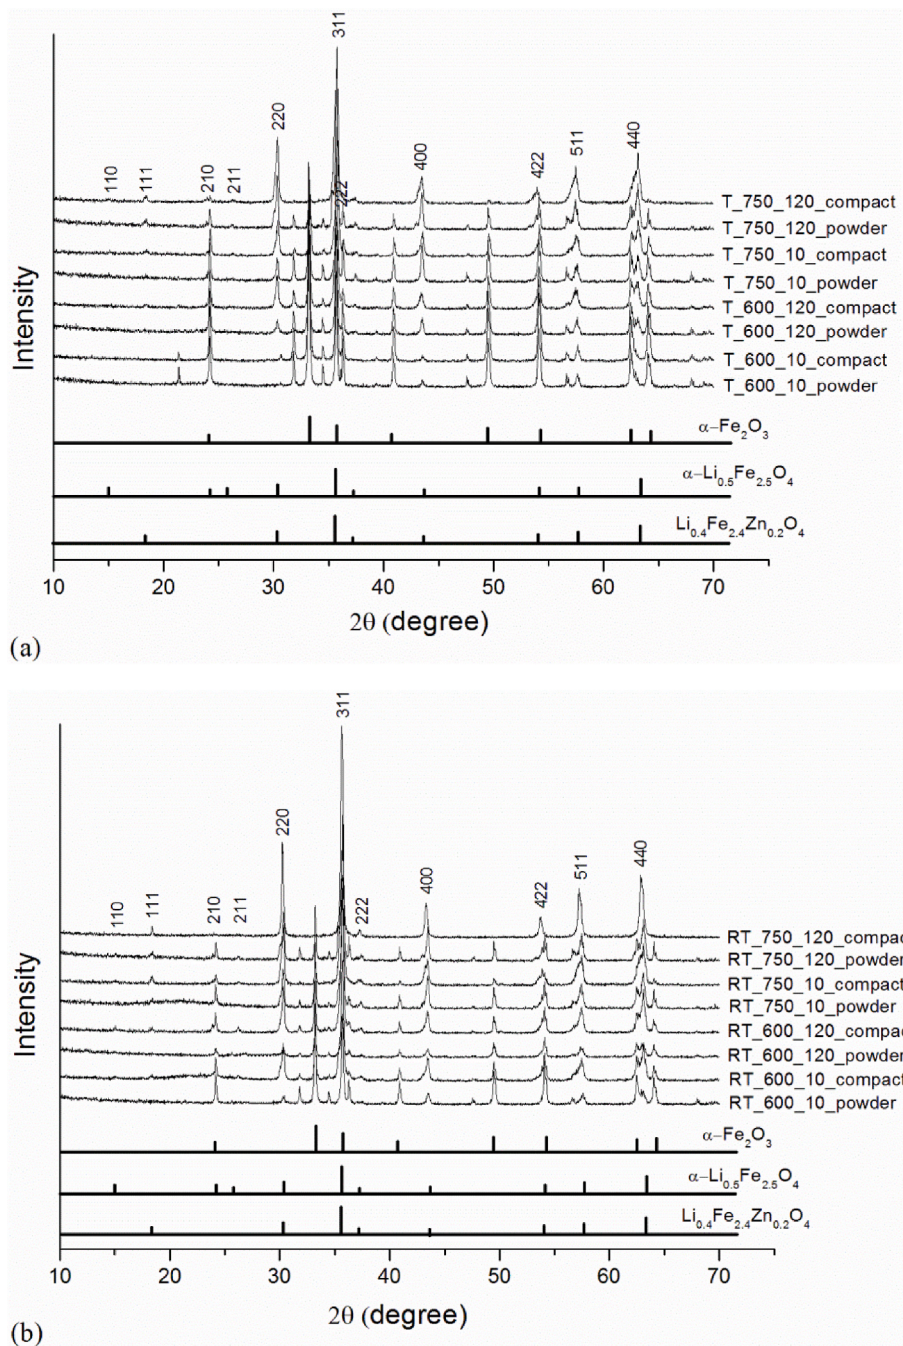 311
220
110
111
210
211
222
400
422
511
440
T_750_120_compact
T_750_120_powder
T_750_10_compact
T_750_10_powder
T_600_120_compact
T_600_120_powder
T_600_10_compact
T_600_10_powder
α–Fe₂O₃
α–Li₀.₅Fe₂.₅O₄
Li₀.₄Fe₂.₄Zn₀.₂O₄
Intensity
10 20 30 40 50 60 70
2θ (degree)
(a)
311
220
110
111
210
211
222
400
422
511
440
RT_750_120_compac
RT_750_120_powder
RT_750_10_compact
RT_750_10_powder
RT_600_120_compac
RT_600_120_powder
RT_600_10_compact
RT_600_10_powder
α–Fe₂O₃
α–Li₀.₅Fe₂.₅O₄
Li₀.₄Fe₂.₄Zn₀.₂O₄
Intensity
10 20 30 40 50 60 70
2θ (degree)
(b)